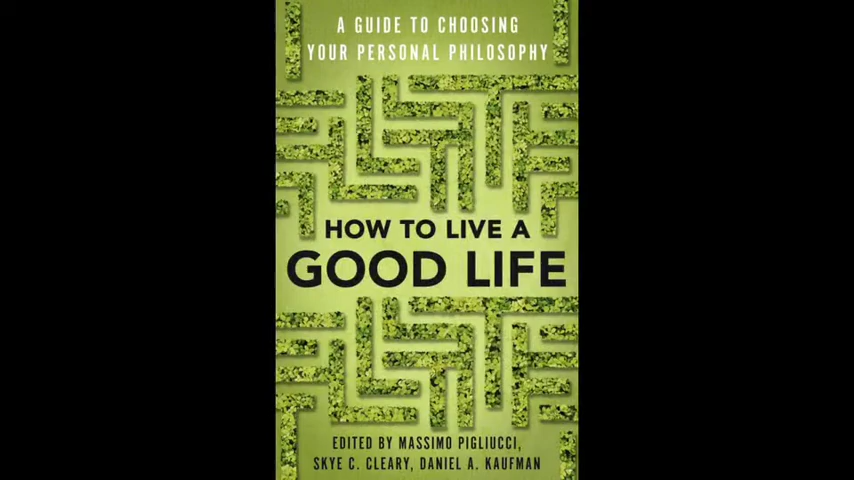 A GUIDE TO CHOOSING
YOUR PERSONAL PHILOSOPHY
HOW TO LIVE A
GOOD LIFE
EDITED BY MASSIMO PIGLIUCCI,
SKYE C. CLEARY, DANIEL A. KAUFMAN